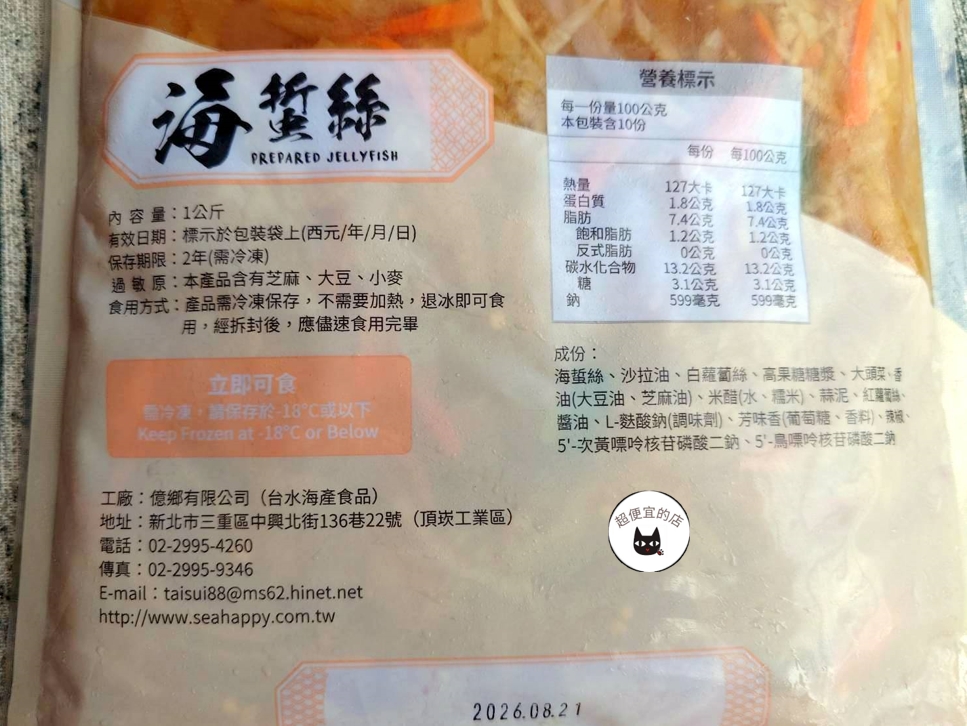 海蜇絲
PREPARED JELLYFISH
內 容 量：1公斤
有效日期：標示於包裝袋上(西元/年/月/日)
保存期限：2年(需冷凍)
過 敏 原：本產品含有芝麻、大豆、小麥
食用方式：產品需冷凍保存，不需要加熱，退冰即可食
用，經拆封後，應儘速食用完畢
立即可食
需冷凍，請保存於-18°C或以下
Keep Frozen at -18°C or Below
工廠：億鄉有限公司（台水海產食品）
地址：新北市三重區中興北街136巷22號（頂崁工業區）
電話：02-2995-4260
傳真：02-2995-9346
E-mail：taisui88@ms62.hinet.net
http://www.seahappy.com.tw
營養標示
每一份量100公克
本包裝含10份
每份 每100公克
熱量 127大卡 127大卡
蛋白質 1.8公克 1.8公克
脂肪 7.4公克 7.4公克
飽和脂肪 1.2公克 1.2公克
反式脂肪 0公克 0公克
碳水化合物 13.2公克 13.2公克
糖 3.1公克 3.1公克
鈉 599毫克 599毫克
成份：
海蜇絲、沙拉油、白蘿蔔絲、高果糖糖漿、大頭菜、香
油(大豆油、芝麻油)、米醋(水、糯米)、蒜泥、紅蘿蔔絲、
醬油、L-麩酸鈉(調味劑)、芳味香(葡萄糖、香料)、辣椒、
5'-次黃嘌呤核苷磷酸二鈉、5'-鳥嘌呤核苷磷酸二鈉
超便宜的店
2026.08.21